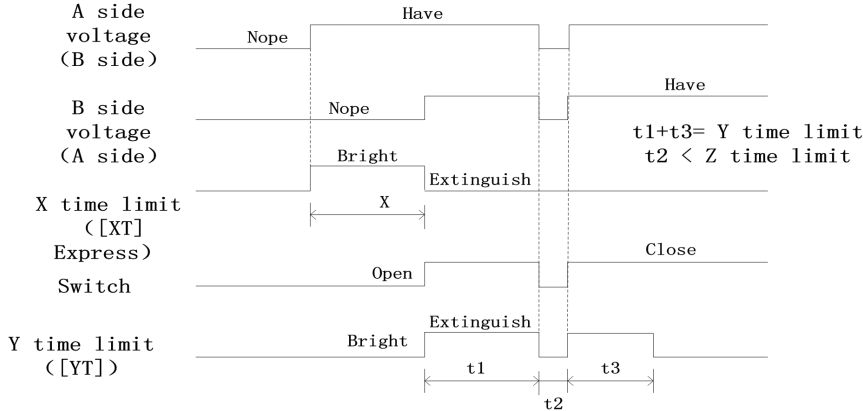 A side
voltage
(B side)
Nope
Have
B side
voltage
(A side)
Nope
Have
t1+t3= Y time limit
t2 < Z time limit
Bright
Extinguish
X time limit
([XT]
Express)
X
Switch
Open
Close
Y time limit
([YT])
Bright
Extinguish
t1
t2
t3